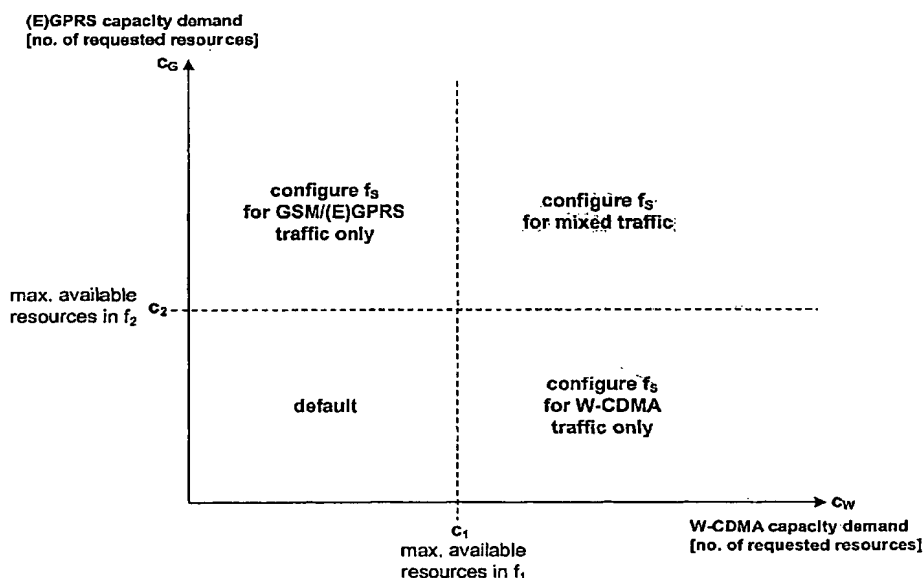 (E)GPRS capacity demand
[no. of requested resources]
cG
configure fS
for GSM/(E)GPRS
traffic only
configure fS
for mixed traffic
max. available
resources in f2
c2
default
configure fS
for W-CDMA
traffic only
cW
c1
max. available
resources in f1
W-CDMA capacity demand
[no. of requested resources]